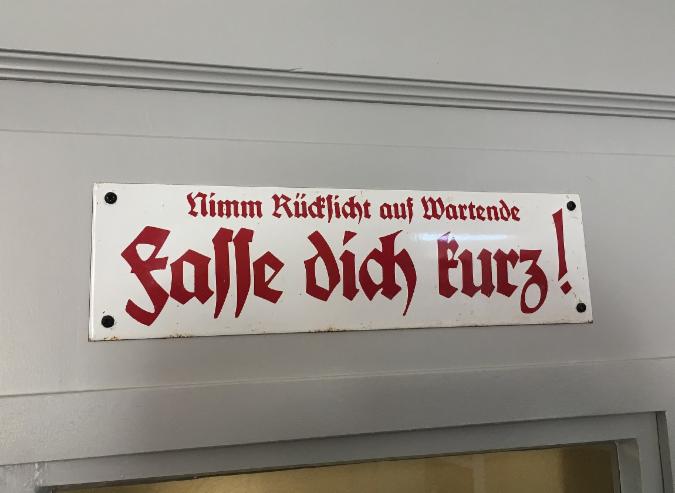 Nimm Rücksicht auf Wartende
Fasse dich kurz!